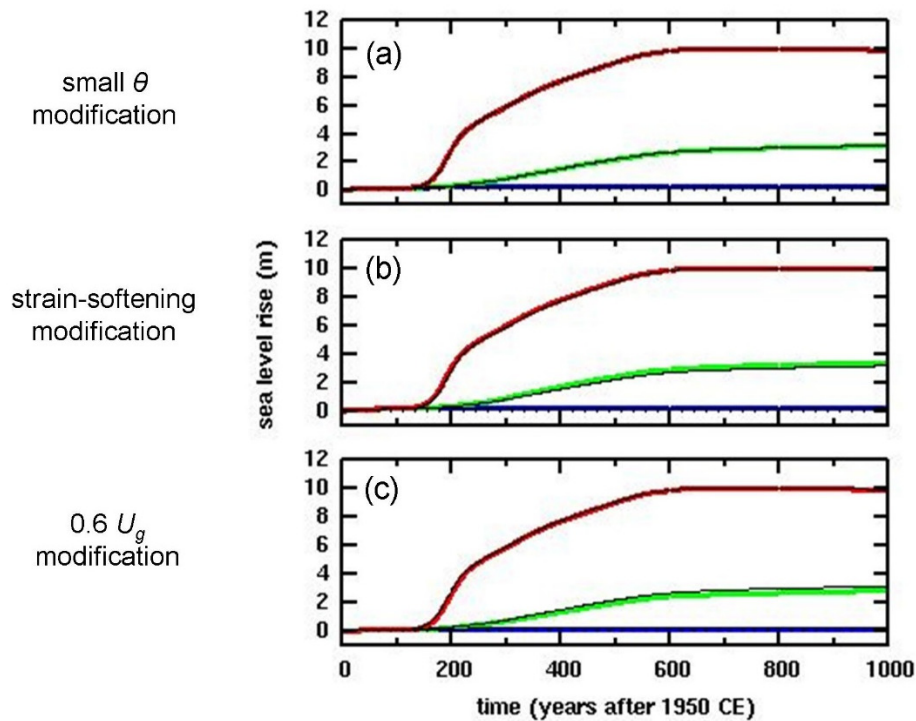 small θ
modification
(a)
12
10
8
6
4
2
0
strain-softening
modification
(b)
12
10
8
6
4
2
0
sea level rise (m)
0.6 U_g
modification
(c)
12
10
8
6
4
2
0
0 200 400 600 800 1000
time (years after 1950 CE)